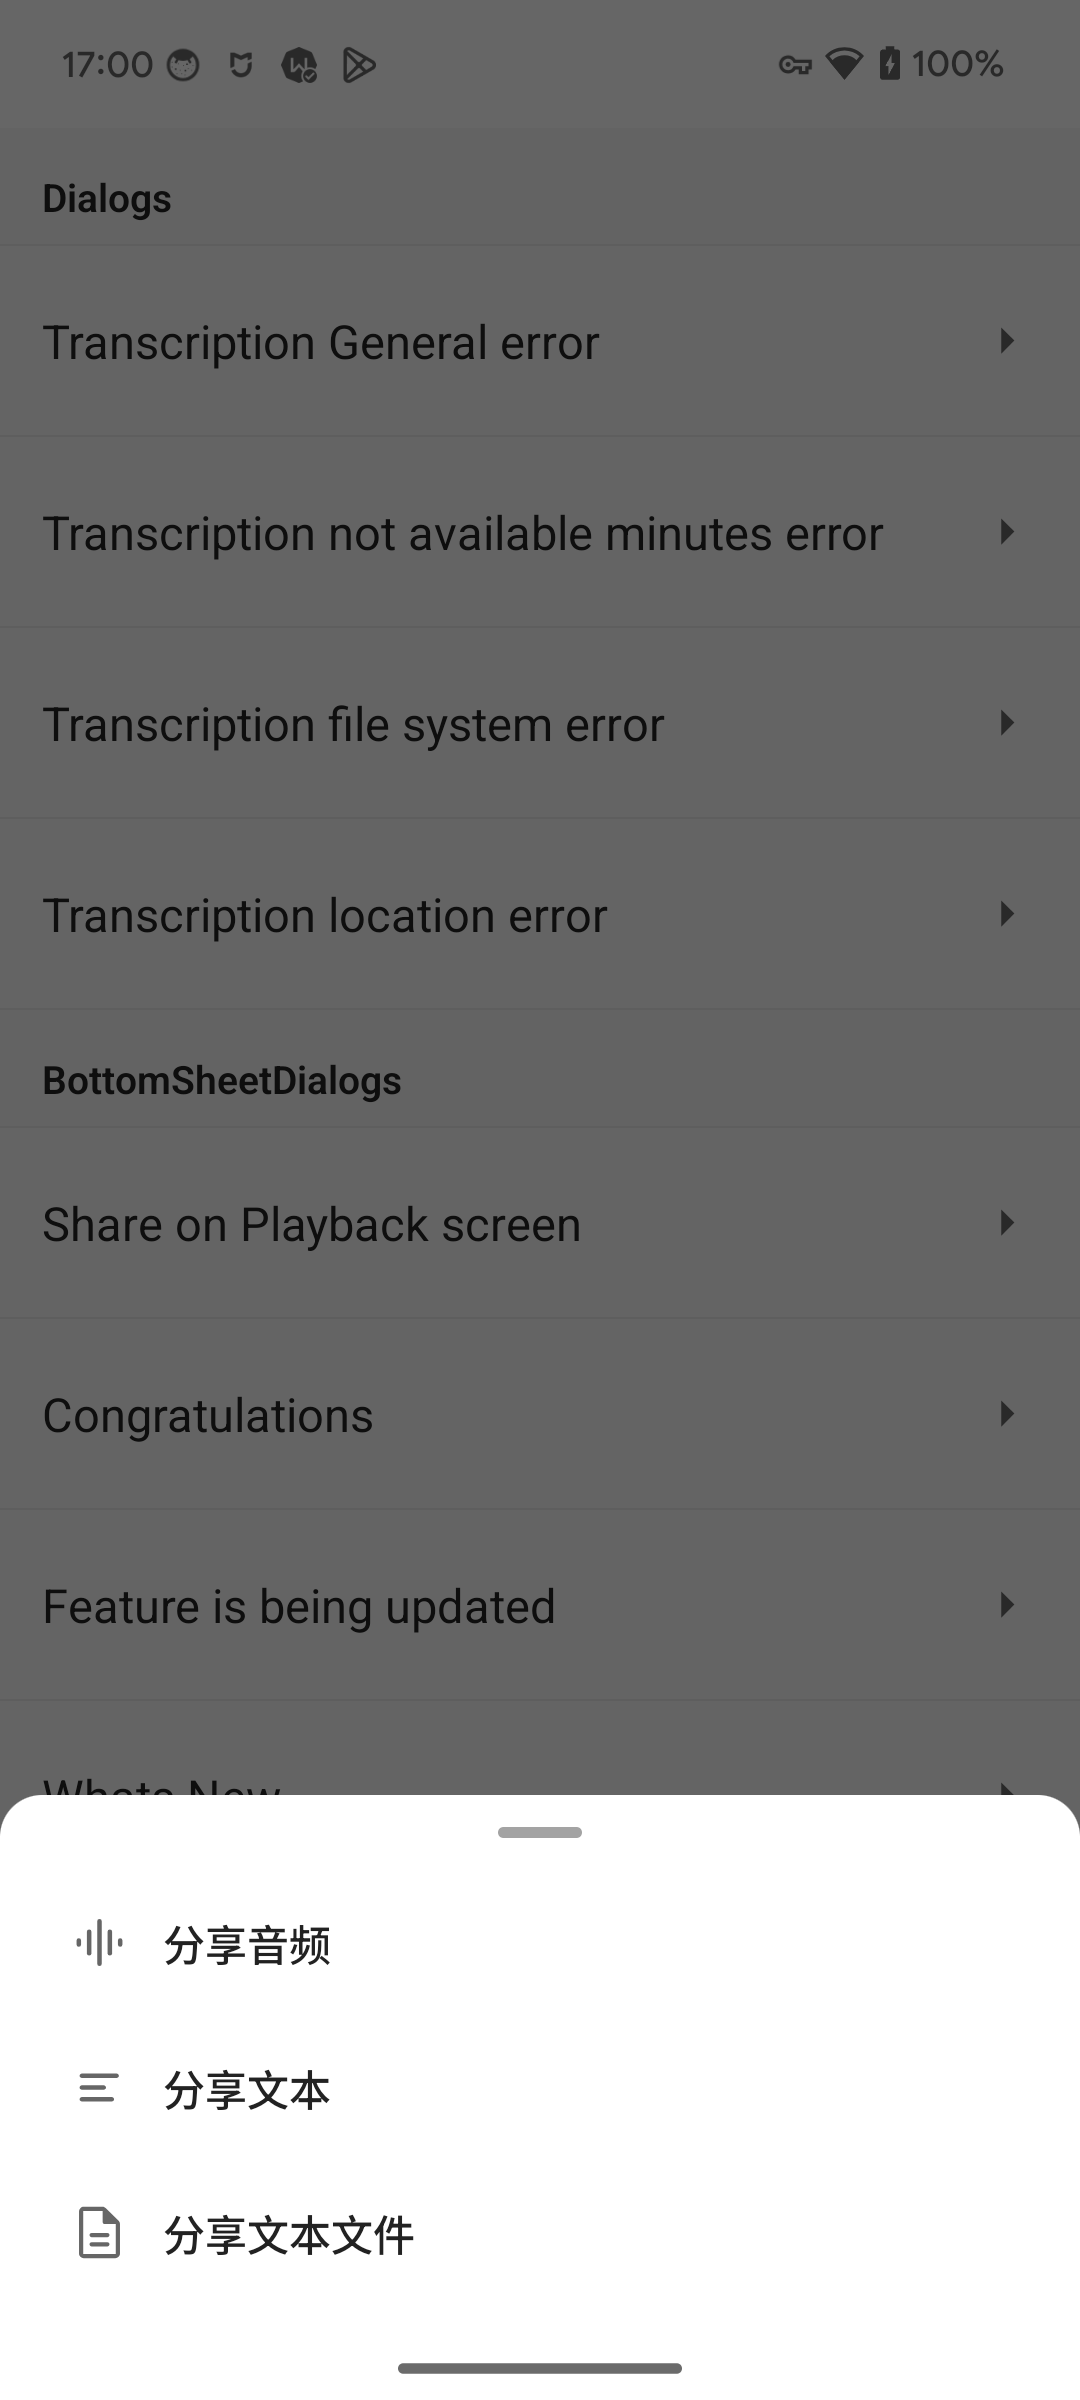 17:00 100%
Dialogs
Transcription General error
Transcription not available minutes error
Transcription file system error
Transcription location error
BottomSheetDialogs
Share on Playback screen
Congratulations
Feature is being updated
Whats New
分享音频
分享文本
分享文本文件